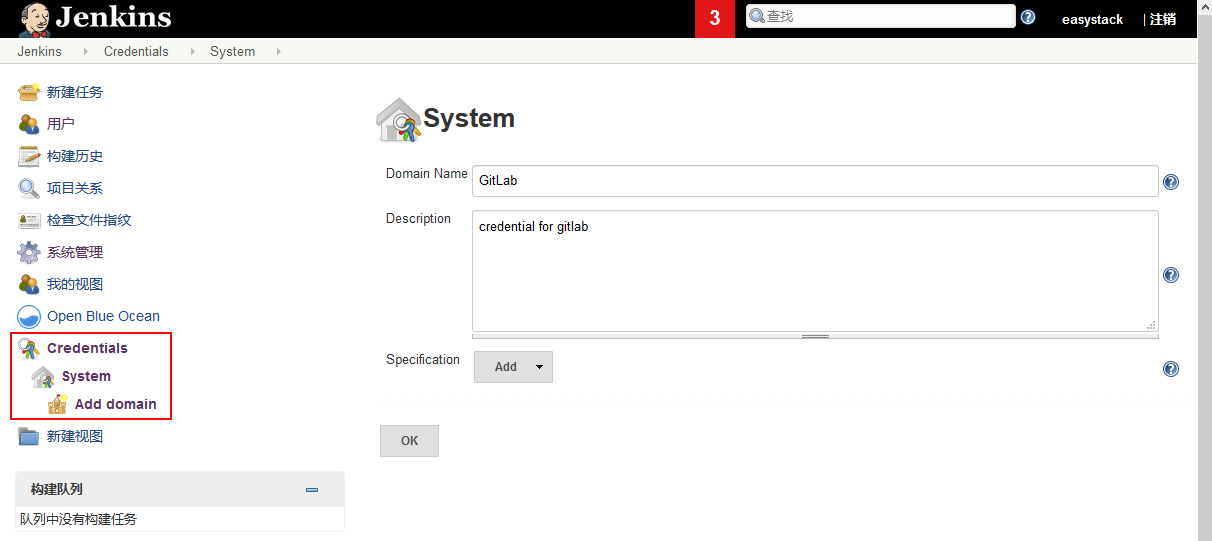 Jenkins
3
查找
easystack
| 注销
Jenkins
Credentials
System
新建任务
用户
构建历史
项目关系
检查文件指纹
系统管理
我的视图
Open Blue Ocean
Credentials
System
Add domain
新建视图
构建队列
队列中没有构建任务
System
Domain Name
GitLab
Description
credential for gitlab
Specification
Add
OK